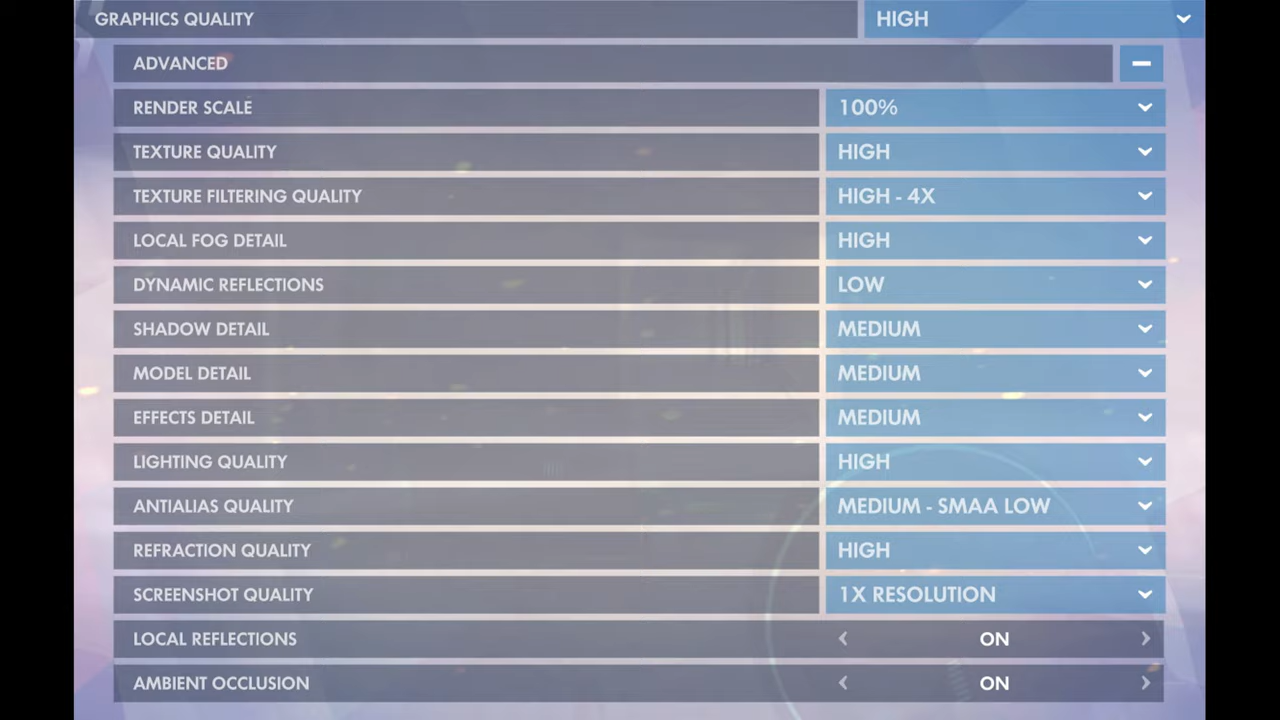 GRAPHICS QUALITY HIGH
ADVANCED
RENDER SCALE 100%
TEXTURE QUALITY HIGH
TEXTURE FILTERING QUALITY HIGH - 4X
LOCAL FOG DETAIL HIGH
DYNAMIC REFLECTIONS LOW
SHADOW DETAIL MEDIUM
MODEL DETAIL MEDIUM
EFFECTS DETAIL MEDIUM
LIGHTING QUALITY HIGH
ANTIALIAS QUALITY MEDIUM - SMAA LOW
REFRACTION QUALITY HIGH
SCREENSHOT QUALITY 1X RESOLUTION
LOCAL REFLECTIONS ON
AMBIENT OCCLUSION ON